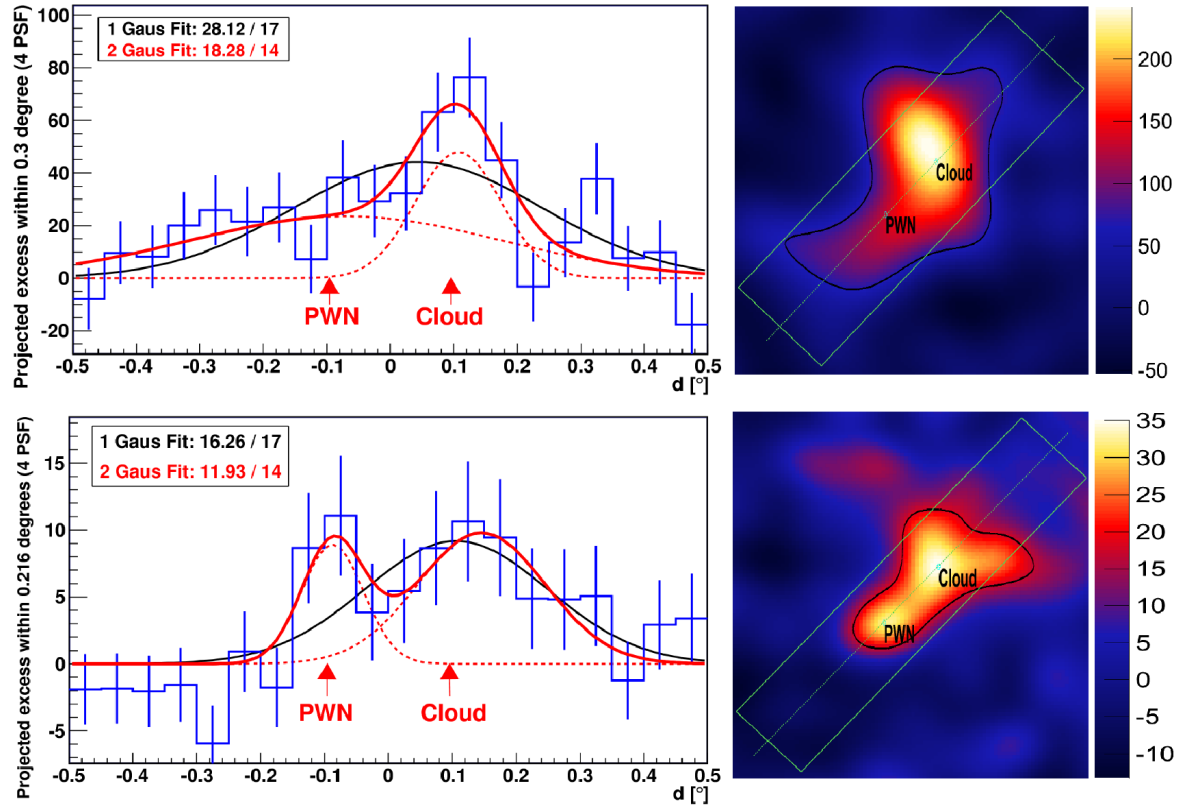 1 Gaus Fit: 28.12 / 17
2 Gaus Fit: 18.28 / 14
Projected excess within 0.3 degree (4 PSF)
100
80
60
40
20
0
-20
PWN
Cloud
-0.5 -0.4 -0.3 -0.2 -0.1 0 0.1 0.2 0.3 0.4 0.5
d [°]
Cloud
PWN
200
150
100
50
0
-50
1 Gaus Fit: 16.26 / 17
2 Gaus Fit: 11.93 / 14
Projected excess within 0.216 degrees (4 PSF)
15
10
5
0
-5
PWN
Cloud
-0.5 -0.4 -0.3 -0.2 -0.1 0 0.1 0.2 0.3 0.4 0.5
d [°]
Cloud
PWN
35
30
25
20
15
10
5
0
-5
-10